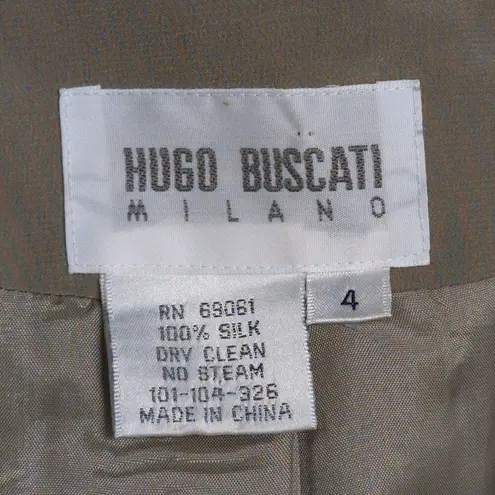 HUGO BUSCATI
MILANO
4
RN 69061
100% SILK
DRY CLEAN
NO STEAM
101-104-326
MADE IN CHINA